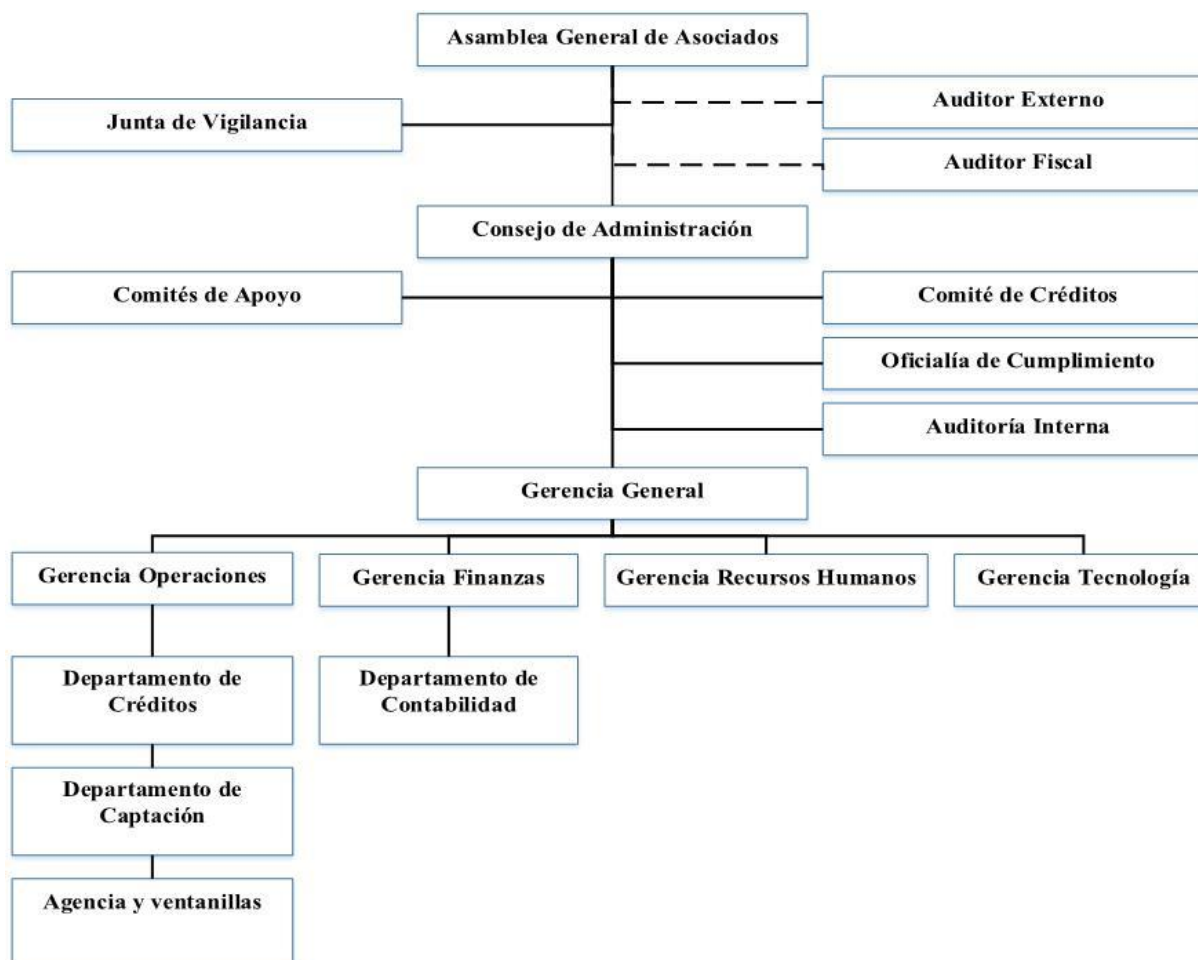 Asamblea General de Asociados
Auditor Externo
Junta de Vigilancia
Auditor Fiscal
Consejo de Administración
Comités de Apoyo
Comité de Créditos
Oficialía de Cumplimiento
Auditoría Interna
Gerencia General
Gerencia Operaciones
Gerencia Finanzas
Gerencia Recursos Humanos
Gerencia Tecnología
Departamento de
Créditos
Departamento de
Contabilidad
Departamento de
Captación
Agencia y ventanillas